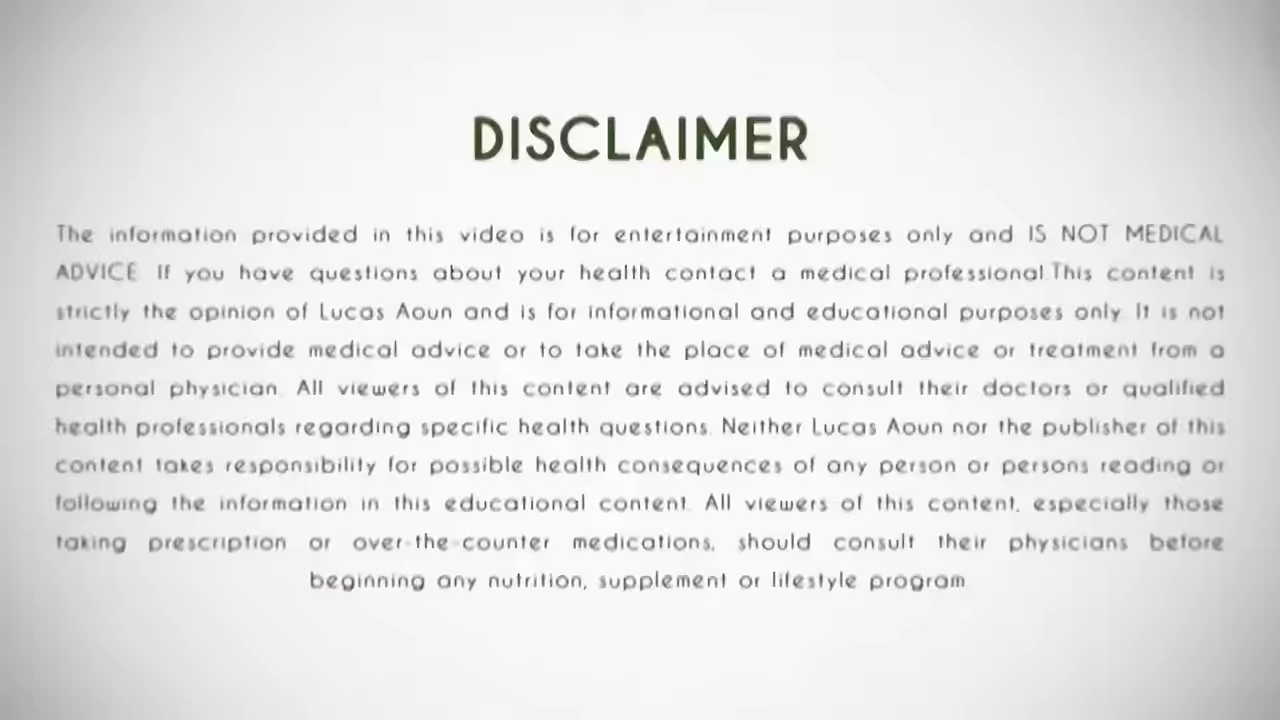 DISCLAIMER
The information provided in this video is for entertainment purposes only and IS NOT MEDICAL
ADVICE. If you have questions about your health contact a medical professional.This content is
strictly the opinion of Lucas Aoun and is for informational and educational purposes only. It is not
intended to provide medical advice or to take the place of medical advice or treatment from a
personal physician. All viewers of this content are advised to consult their doctors or qualified
health professionals regarding specific health questions. Neither Lucas Aoun nor the publisher of this
content takes responsibility for possible health consequences of any person or persons reading or
following the information in this educational content. All viewers of this content, especially those
taking prescription or over-the-counter medications, should consult their physicians before
beginning any nutrition, supplement or lifestyle program.